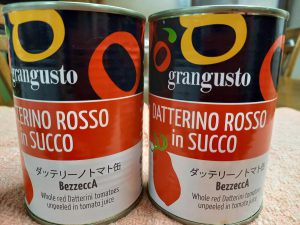 grangusto
DATTERINO ROSSO
in SUCCO
ダッテリーノトマト缶
BezzeccA
Whole red Datterini tomatoes
unpeeled in tomato juice
grangusto
DATTERINO ROSSO
in SUCCO
ダッテリーノトマト缶
BezzeccA
Whole red Datterini tomatoes
unpeeled in tomato juice